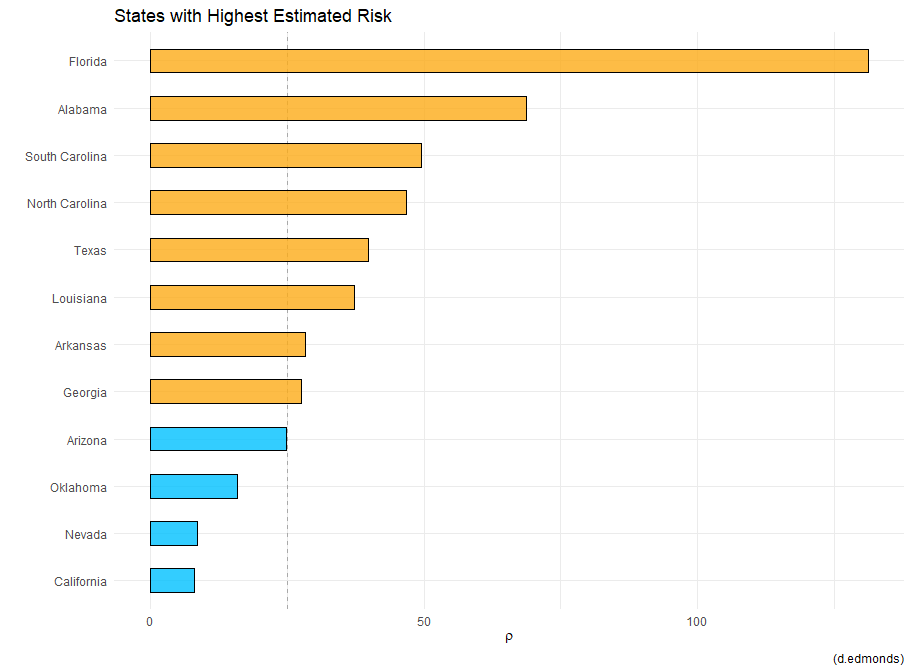 States with Highest Estimated Risk
Florida
Alabama
South Carolina
North Carolina
Texas
Louisiana
Arkansas
Georgia
Arizona
Oklahoma
Nevada
California
0 50 100
ρ
(d.edmonds)